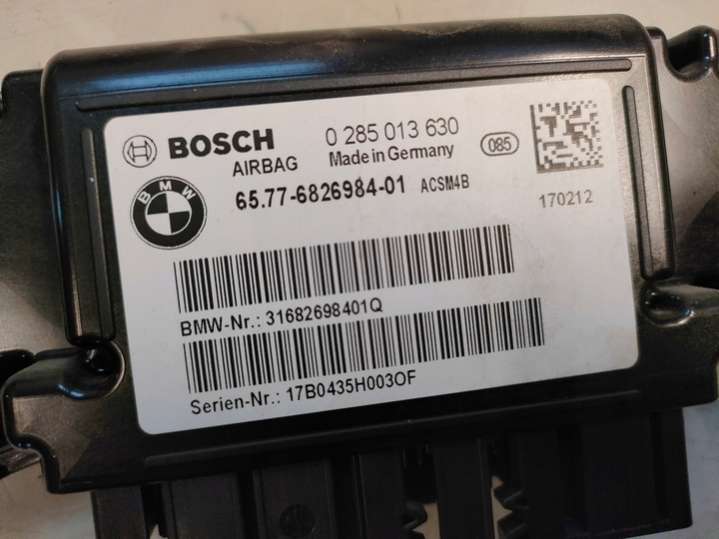 BOSCH
0 285 013 630
AIRBAG
Made in Germany
085
BMW
65.77-6826984-01 ACSM4B
170212
BMW-Nr.: 31682698401Q
Serien-Nr.: 17B0435H003OF